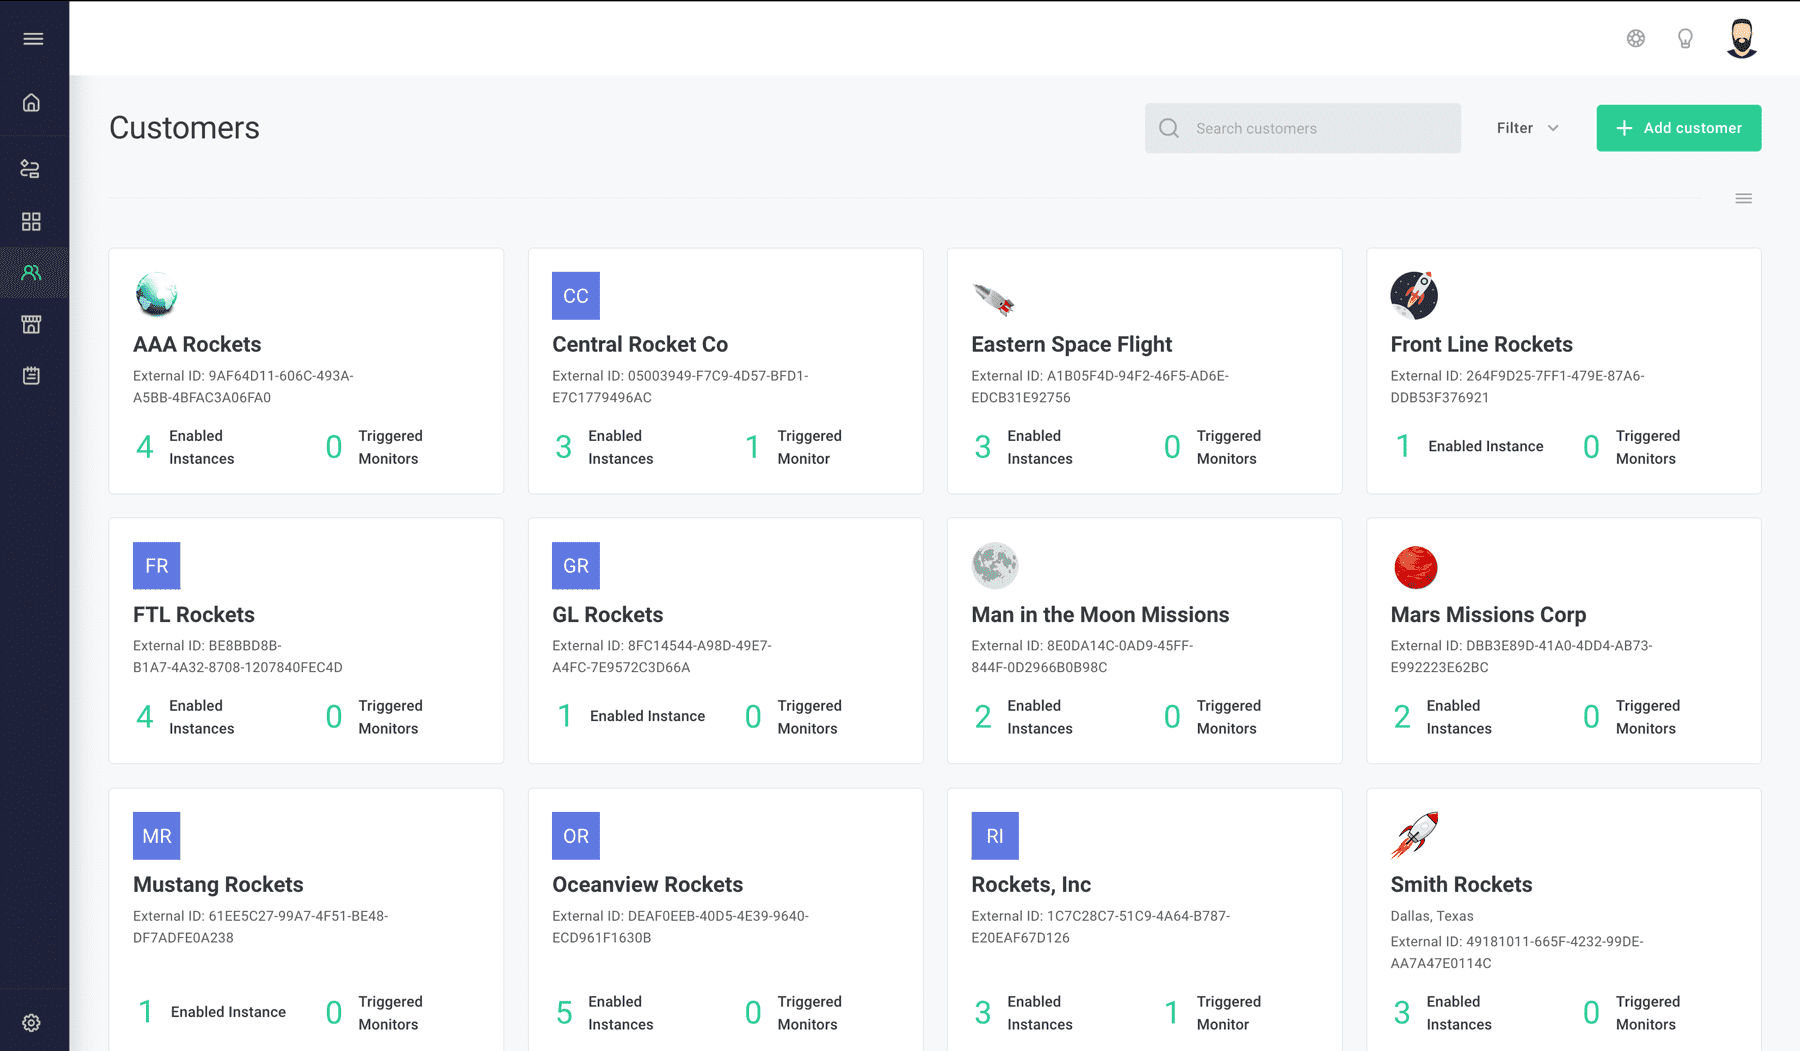 Customers
Search customers
Filter
Add customer
AAA Rockets
External ID: 9AF64D11-606C-493A-
A5BB-4BFAC3A06FA0
4 Enabled
Instances
0 Triggered
Monitors
CC
Central Rocket Co
External ID: 05003949-F7C9-4D57-BFD1-
E7C1779496AC
3 Enabled
Instances
1 Triggered
Monitor
Eastern Space Flight
External ID: A1B05F4D-94F2-46F5-AD6E-
EDCB31E92756
3 Enabled
Instances
0 Triggered
Monitors
Front Line Rockets
External ID: 264F9D25-7FF1-479E-87A6-
DDB53F376921
1 Enabled Instance
0 Triggered
Monitors
FR
FTL Rockets
External ID: BE8BBD8B-
B1A7-4A32-8708-1207840FEC4D
4 Enabled
Instances
0 Triggered
Monitors
GR
GL Rockets
External ID: 8FC14544-A98D-49E7-
A4FC-7E9572C3D66A
1 Enabled Instance
0 Triggered
Monitors
Man in the Moon Missions
External ID: 8E0DA14C-0AD9-45FF-
844F-0D2966B0B98C
2 Enabled
Instances
0 Triggered
Monitors
Mars Missions Corp
External ID: DBB3E89D-41A0-4DD4-AB73-
E992223E62BC
2 Enabled
Instances
0 Triggered
Monitors
MR
Mustang Rockets
External ID: 61EE5C27-99A7-4F51-BE48-
DF7ADFE0A238
1 Enabled Instance
0 Triggered
Monitors
OR
Oceanview Rockets
External ID: DEAF0EEB-40D5-4E39-9640-
ECD961F1630B
5 Enabled
Instances
0 Triggered
Monitors
RI
Rockets, Inc
External ID: 1C7C28C7-51C9-4A64-B787-
E20EAF67D126
3 Enabled
Instances
1 Triggered
Monitor
Smith Rockets
Dallas, Texas
External ID: 49181011-665F-4232-99DE-
AA7A47E0114C
3 Enabled
Instances
0 Triggered
Monitors